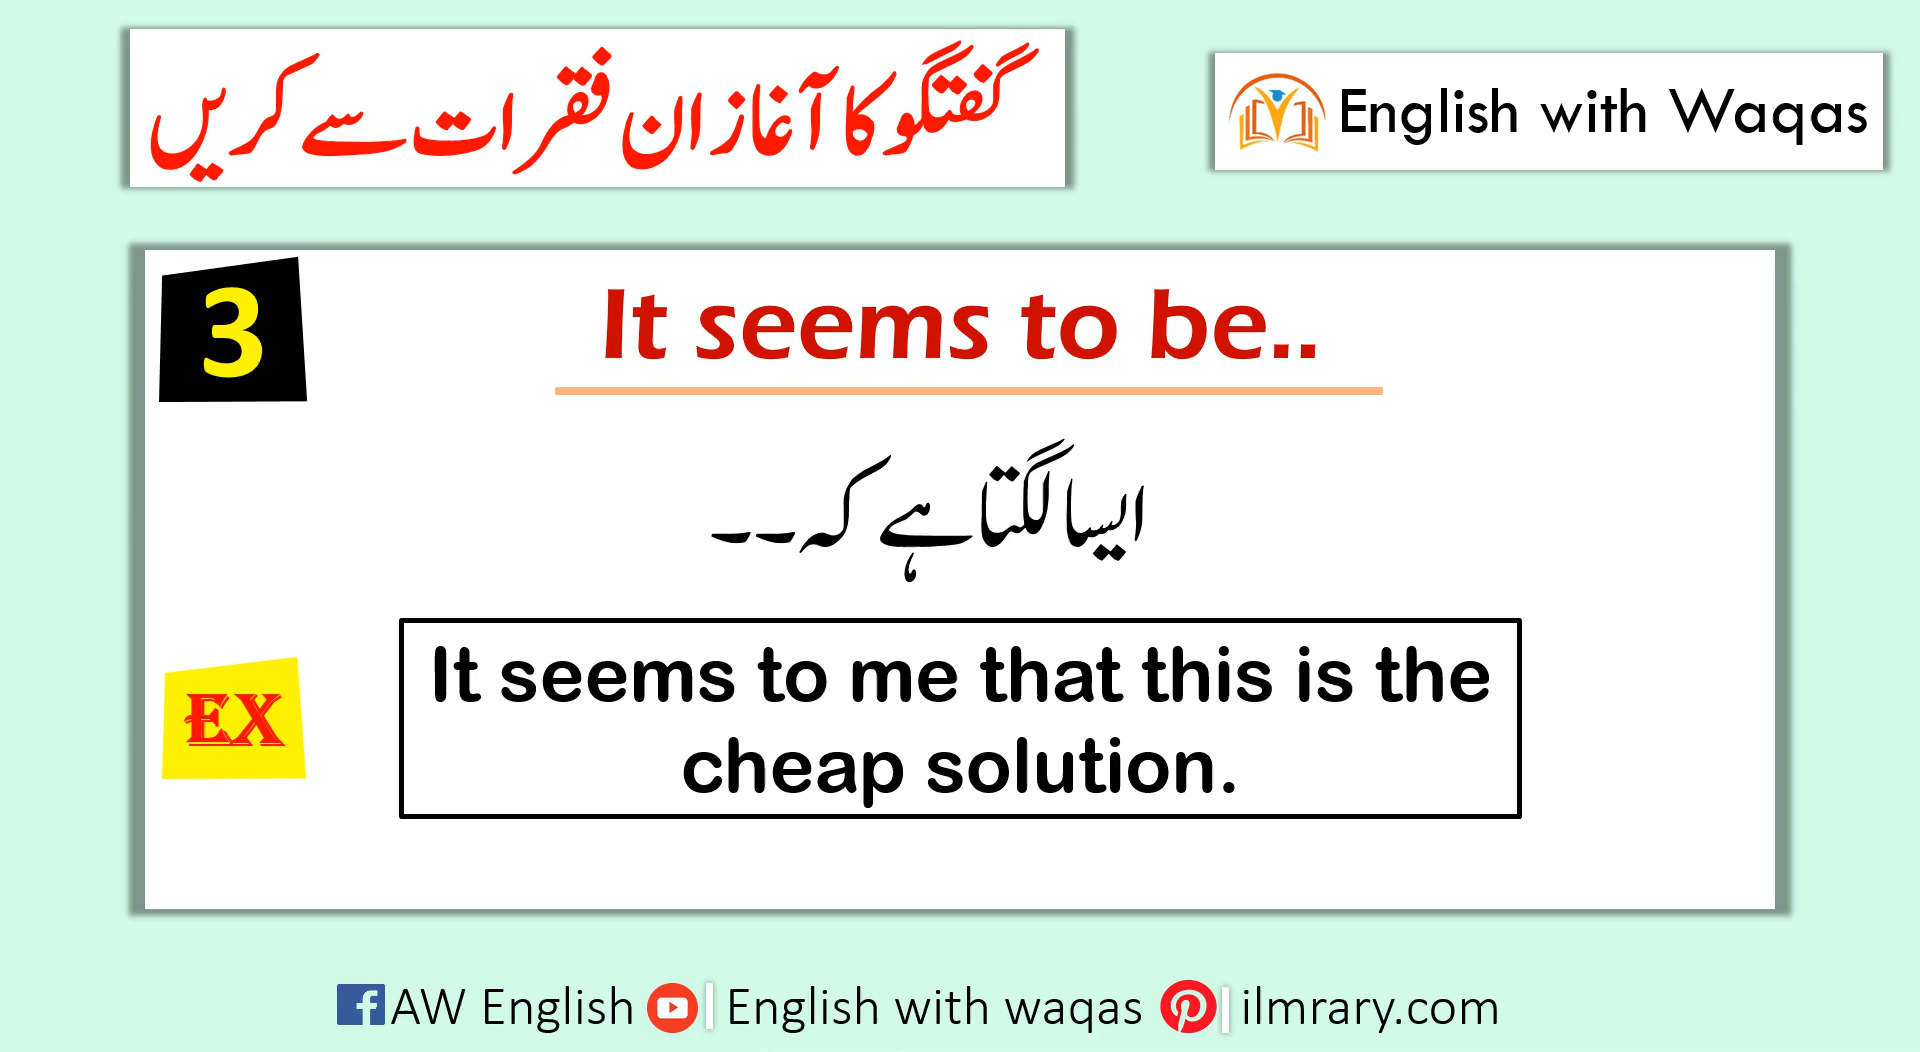 گفتگو کا آغاز ان فقرات سے کریں
English with Waqas
3
It seems to be..
ایسا لگتا ہے کہ۔۔
EX
It seems to me that this is the
cheap solution.
AW English | English with waqas | ilmrary.com